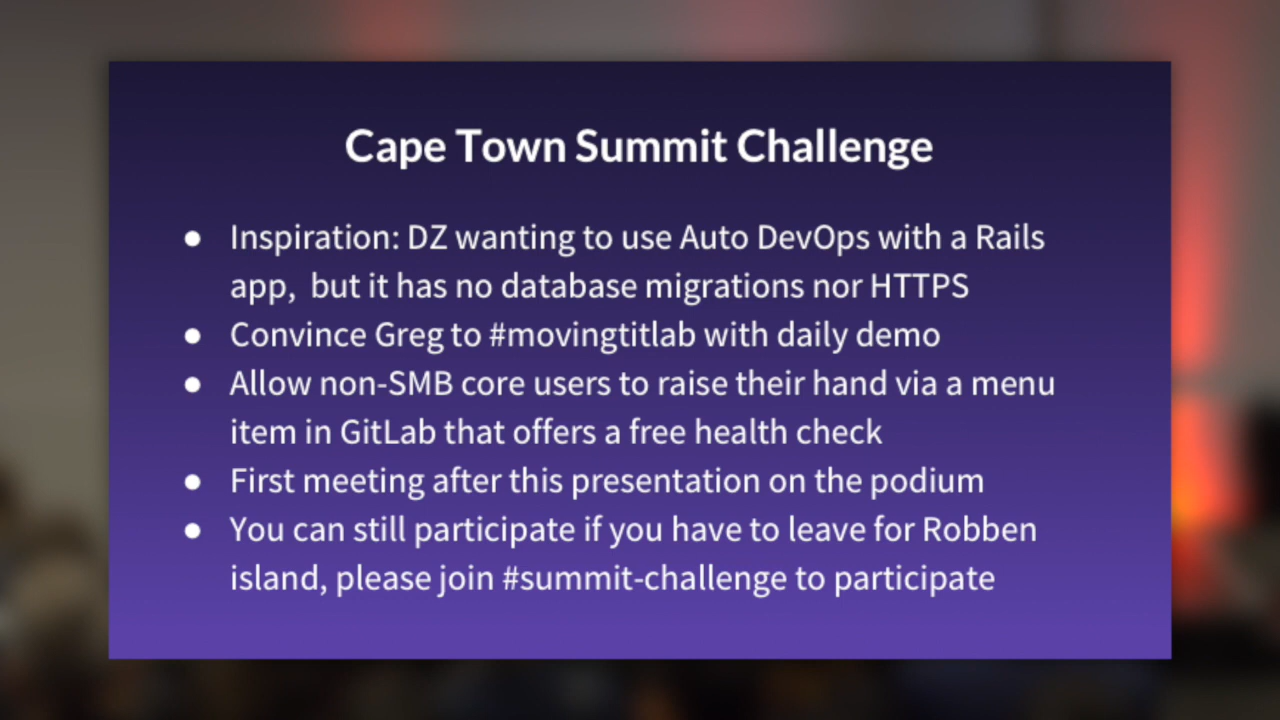 Cape Town Summit Challenge
● Inspiration: DZ wanting to use Auto DevOps with a Rails
app,  but it has no database migrations nor HTTPS
● Convince Greg to #movingtitlab with daily demo
● Allow non-SMB core users to raise their hand via a menu
item in GitLab that offers a free health check
● First meeting after this presentation on the podium
● You can still participate if you have to leave for Robben
island, please join #summit-challenge to participate